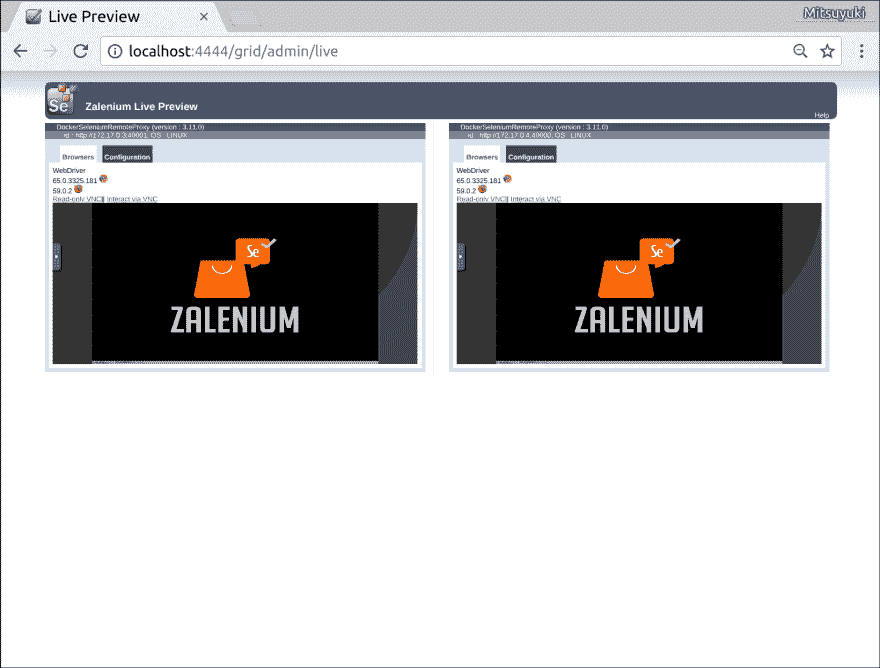 Live Preview
Mitsuyuki
localhost:4444/grid/admin/live
Se
Zalenium Live Preview
Help
DockerSeleniumRemoteProxy (version : 3.11.0)
id : http://172.17.0.3:40001, OS : LINUX
Browsers Configuration
WebDriver
65.0.3325.181
59.0.2
Read-only VNC|| Interact via VNC
Se
ZALENIUM
DockerSeleniumRemoteProxy (version : 3.11.0)
id : http://172.17.0.4:40000, OS : LINUX
Browsers Configuration
WebDriver
65.0.3325.181
59.0.2
Read-only VNC|| Interact via VNC
Se
ZALENIUM